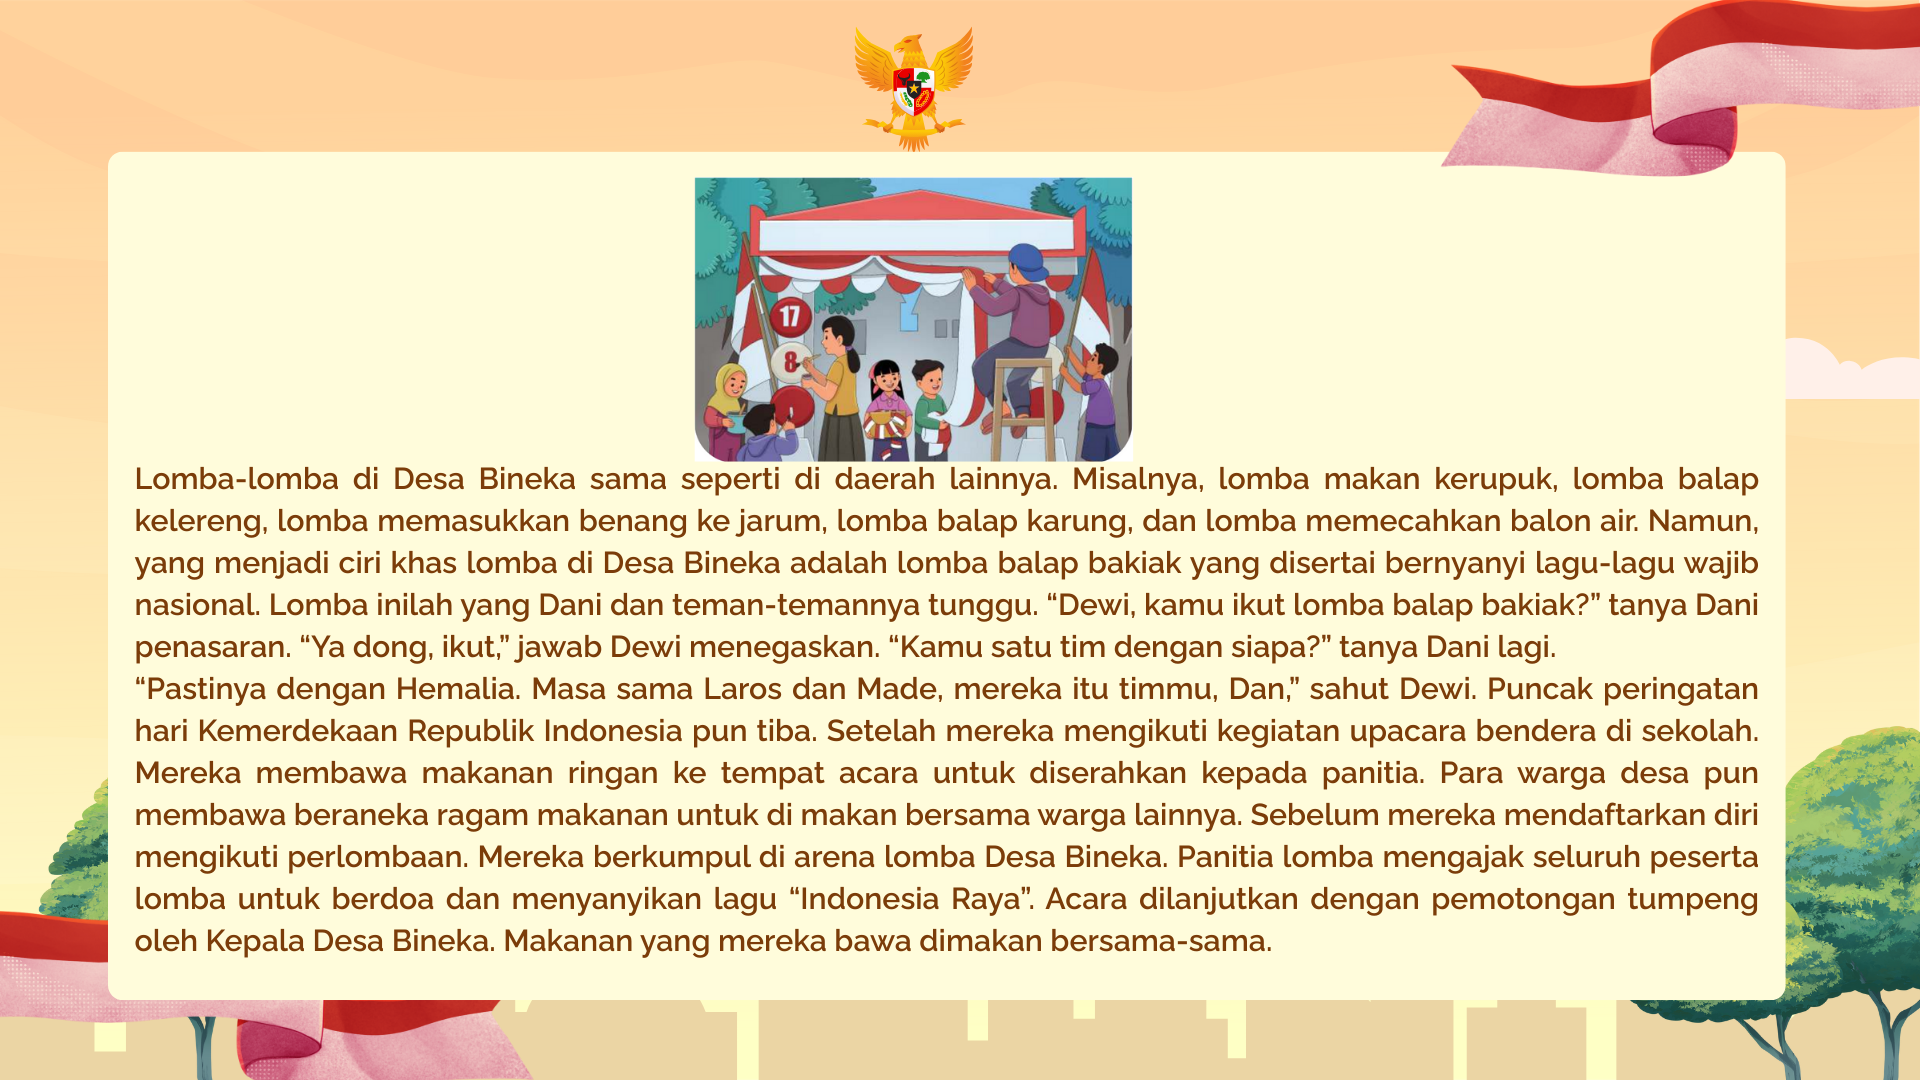 17
8
Lomba-lomba di Desa Bineka sama seperti di daerah lainnya. Misalnya, lomba makan kerupuk, lomba balap
kelereng, lomba memasukkan benang ke jarum, lomba balap karung, dan lomba memecahkan balon air. Namun,
yang menjadi ciri khas lomba di Desa Bineka adalah lomba balap bakiak yang disertai bernyanyi lagu-lagu wajib
nasional. Lomba inilah yang Dani dan teman-temannya tunggu. “Dewi, kamu ikut lomba balap bakiak?” tanya Dani
penasaran. “Ya dong, ikut,” jawab Dewi menegaskan. “Kamu satu tim dengan siapa?” tanya Dani lagi.
“Pastinya dengan Hemalia. Masa sama Laros dan Made, mereka itu timmu, Dan,” sahut Dewi. Puncak peringatan
hari Kemerdekaan Republik Indonesia pun tiba. Setelah mereka mengikuti kegiatan upacara bendera di sekolah.
Mereka membawa makanan ringan ke tempat acara untuk diserahkan kepada panitia. Para warga desa pun
membawa beraneka ragam makanan untuk di makan bersama warga lainnya. Sebelum mereka mendaftarkan diri
mengikuti perlombaan. Mereka berkumpul di arena lomba Desa Bineka. Panitia lomba mengajak seluruh peserta
lomba untuk berdoa dan menyanyikan lagu “Indonesia Raya”. Acara dilanjutkan dengan pemotongan tumpeng
oleh Kepala Desa Bineka. Makanan yang mereka bawa dimakan bersama-sama.